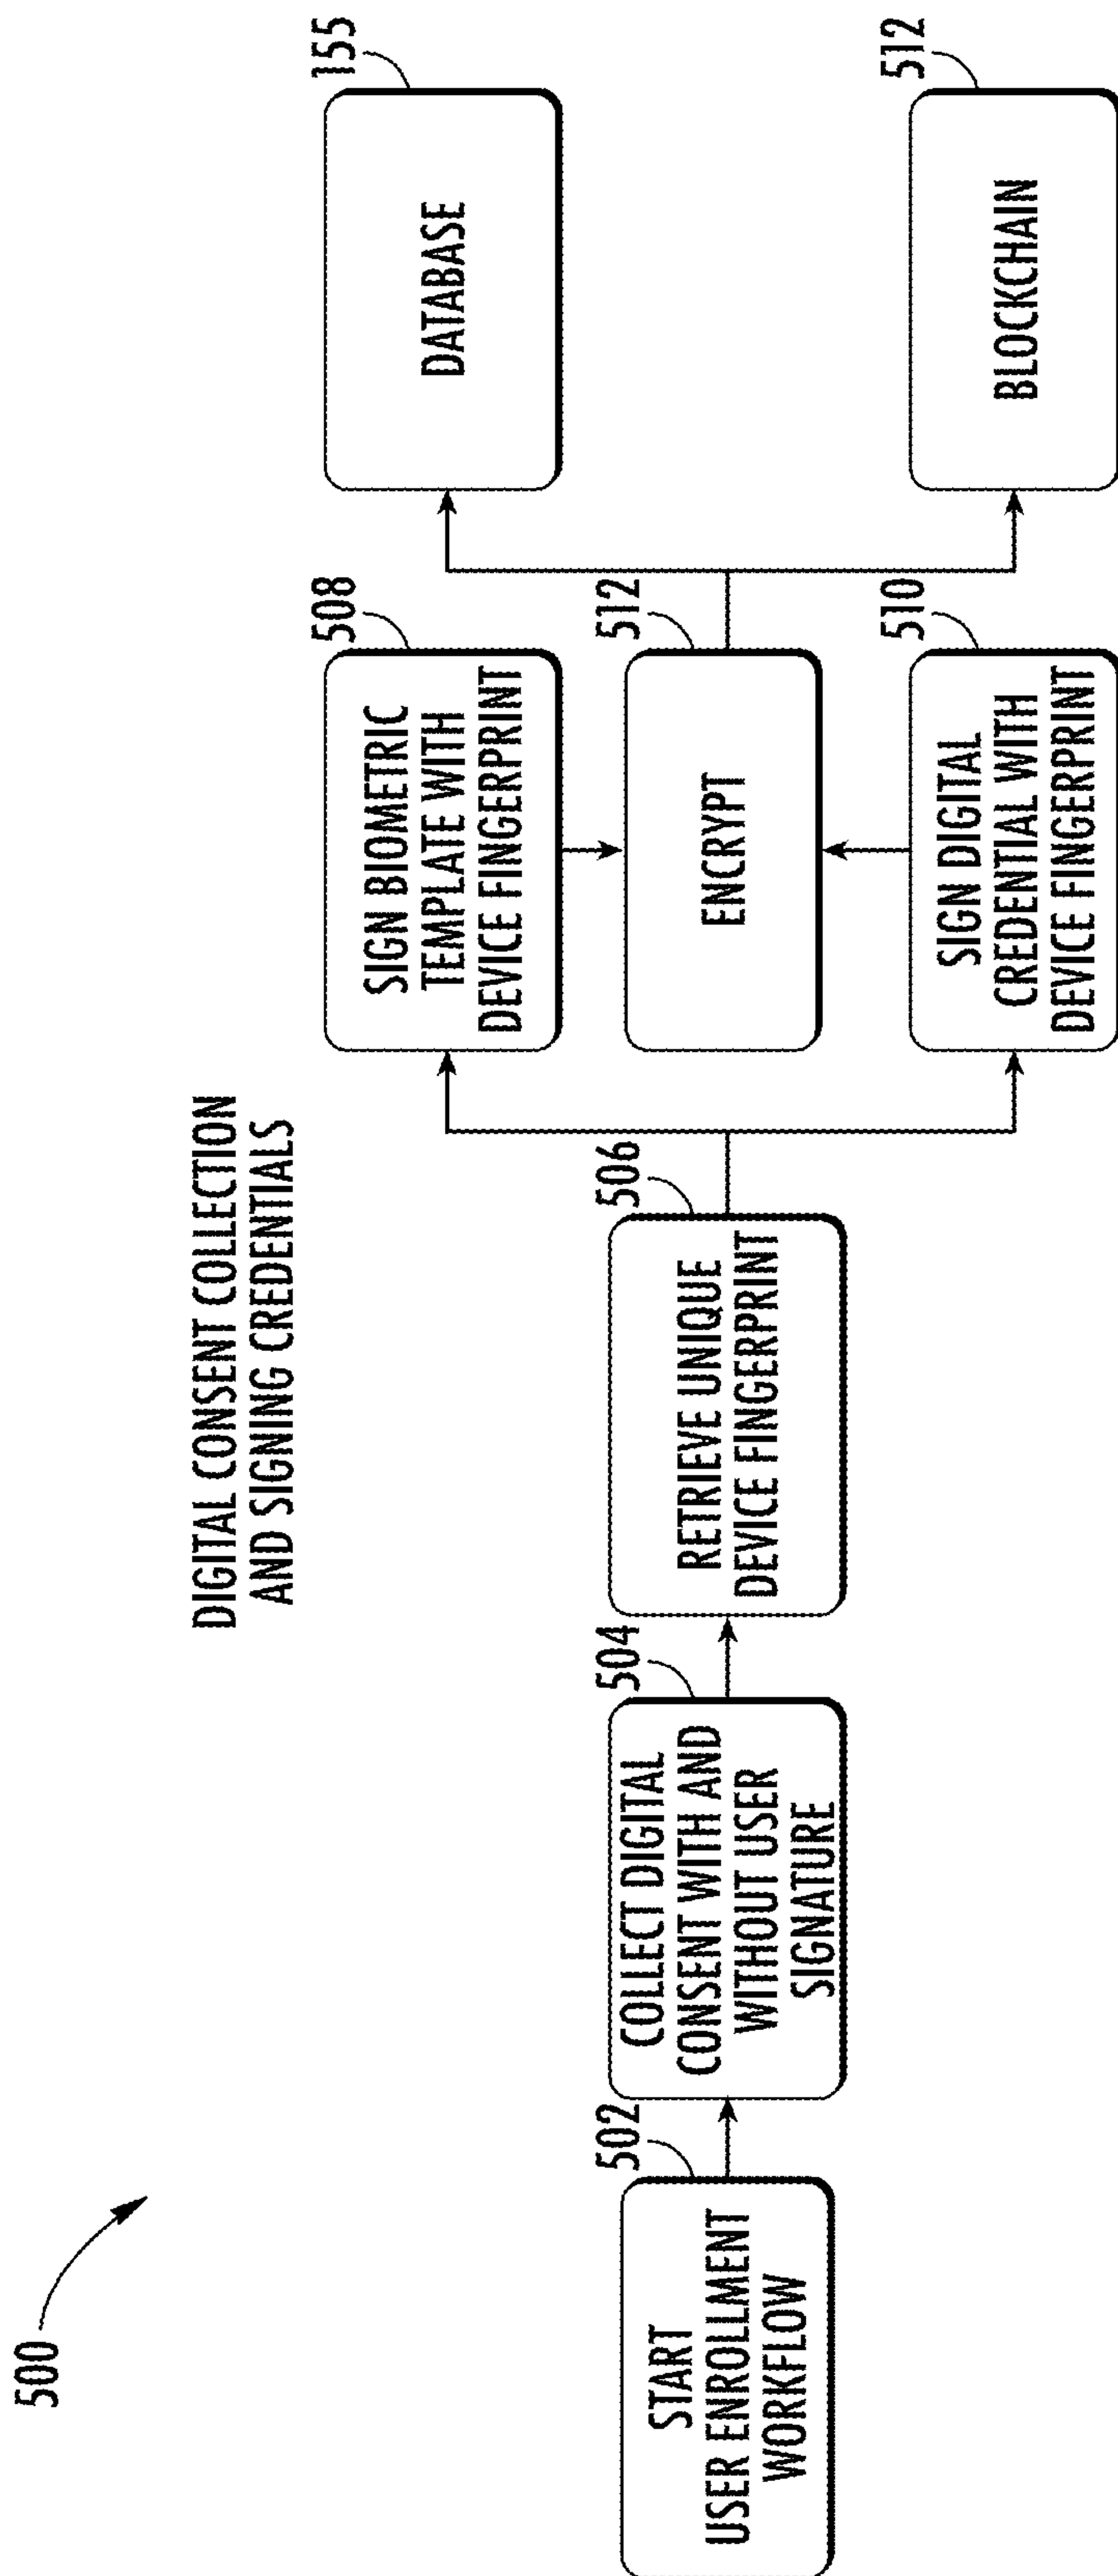 500
DIGITAL CONSENT COLLECTION
AND SIGNING CREDENTIALS
502
START
USER ENROLLMENT
WORKFLOW
504
COLLECT DIGITAL
CONSENT WITH AND
WITHOUT USER
SIGNATURE
506
RETRIEVE UNIQUE
DEVICE FINGERPRINT
508
SIGN BIOMETRIC
TEMPLATE WITH
DEVICE FINGERPRINT
512
ENCRYPT
510
SIGN DIGITAL
CREDENTIAL WITH
DEVICE FINGERPRINT
155
DATABASE
512
BLOCKCHAIN